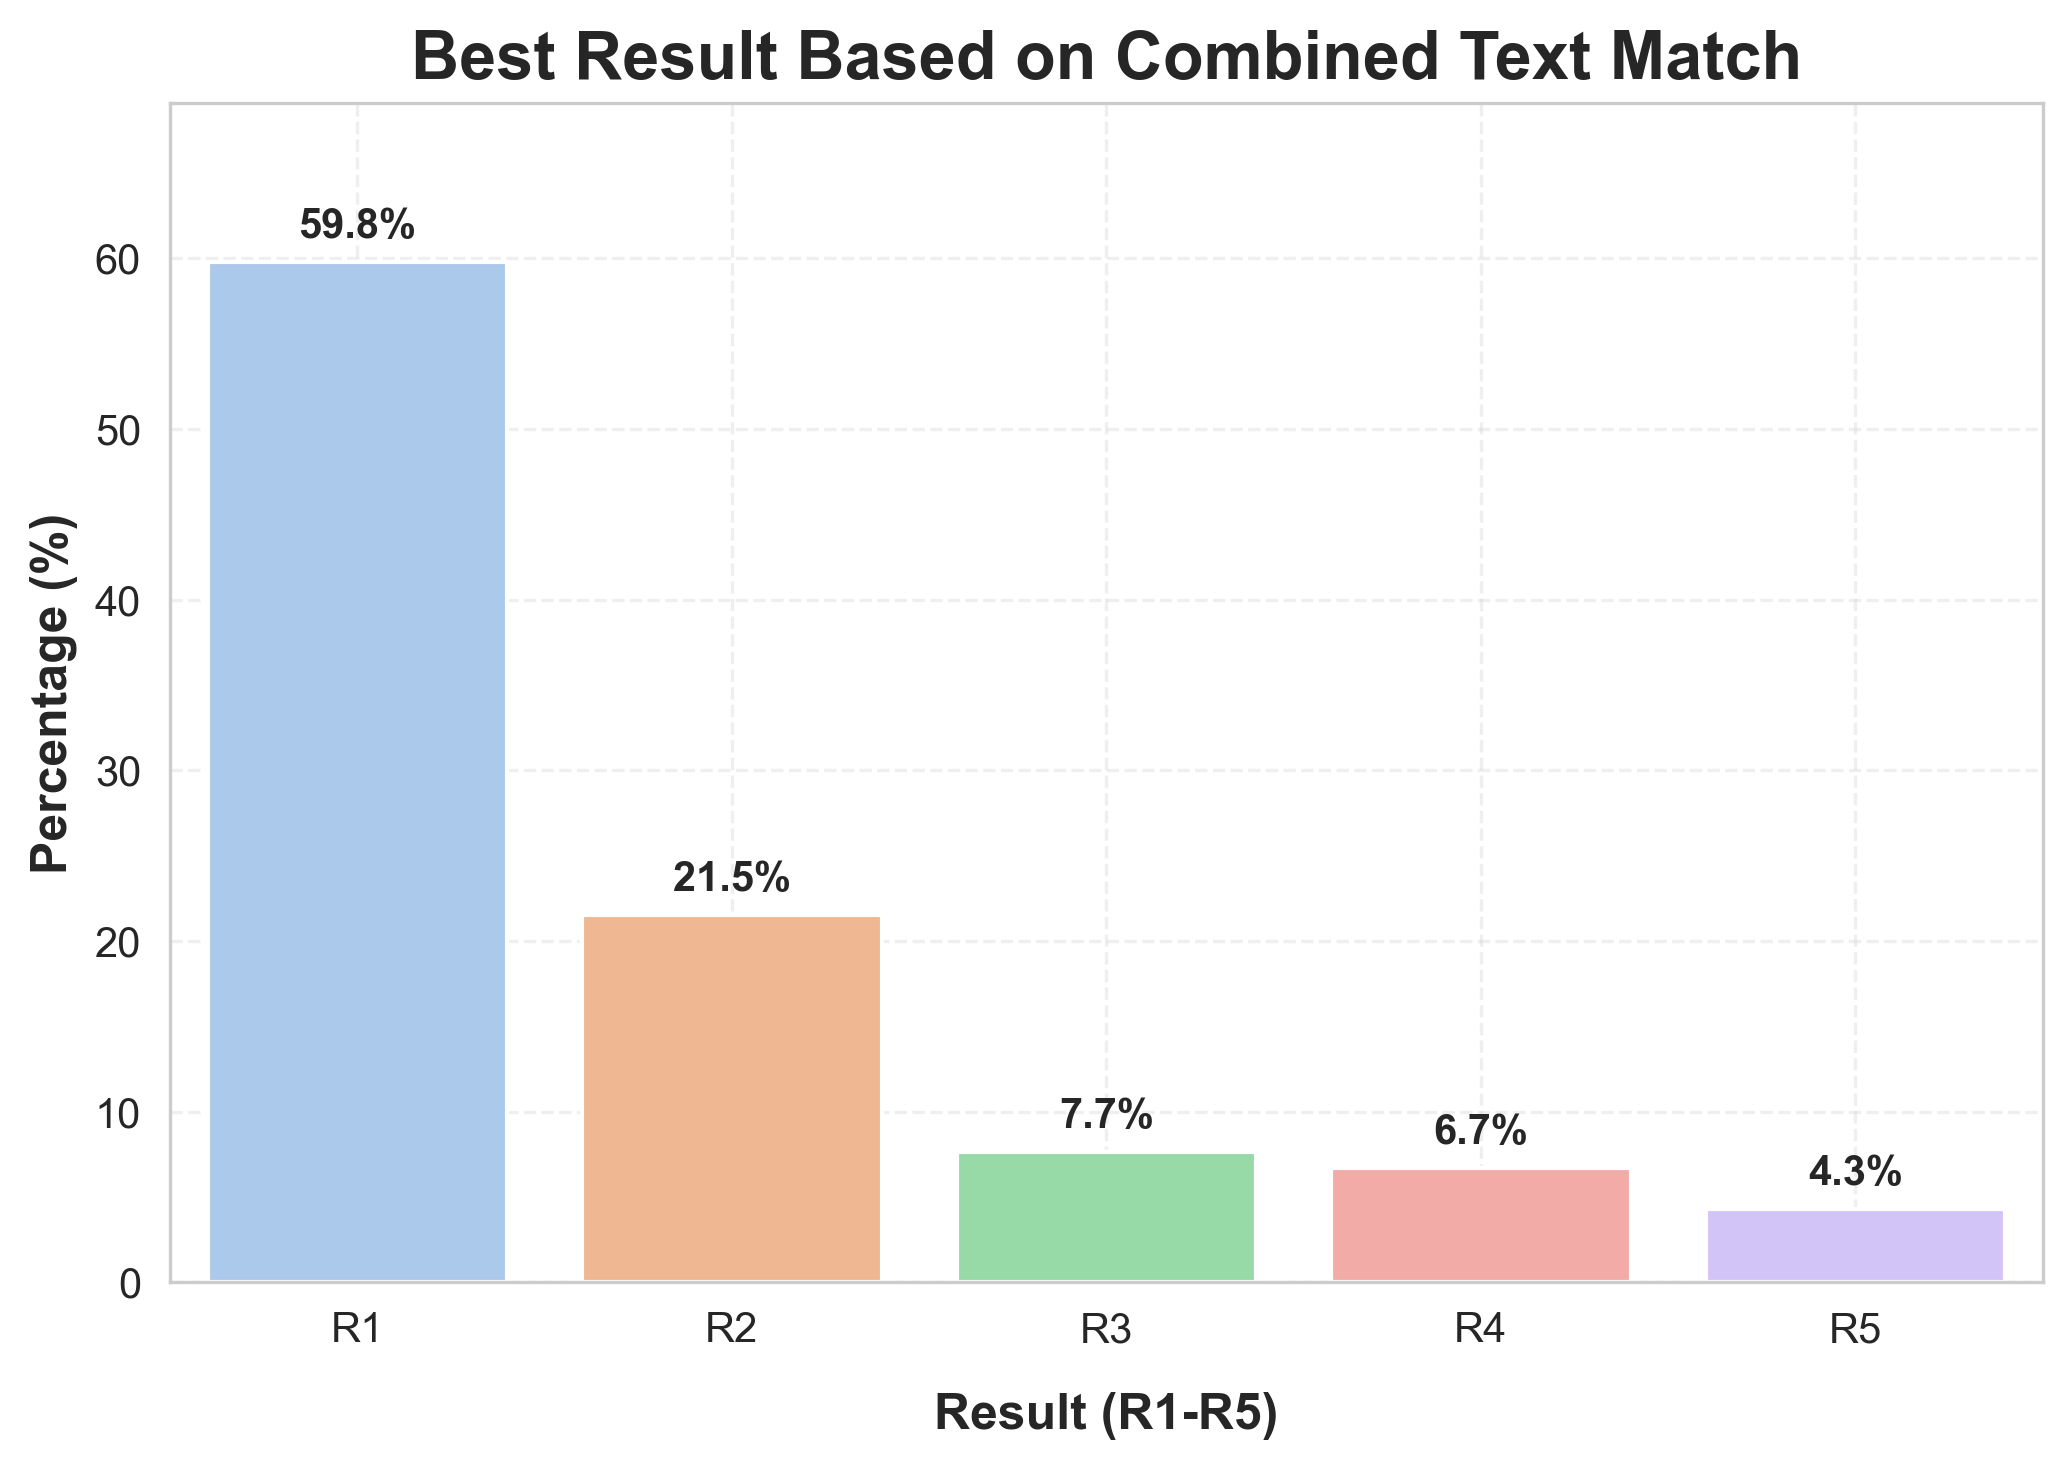 Best Result Based on Combined Text Match
Percentage (%)
60
50
40
30
20
10
0
59.8%
21.5%
7.7%
6.7%
4.3%
R1
R2
R3
R4
R5
Result (R1-R5)